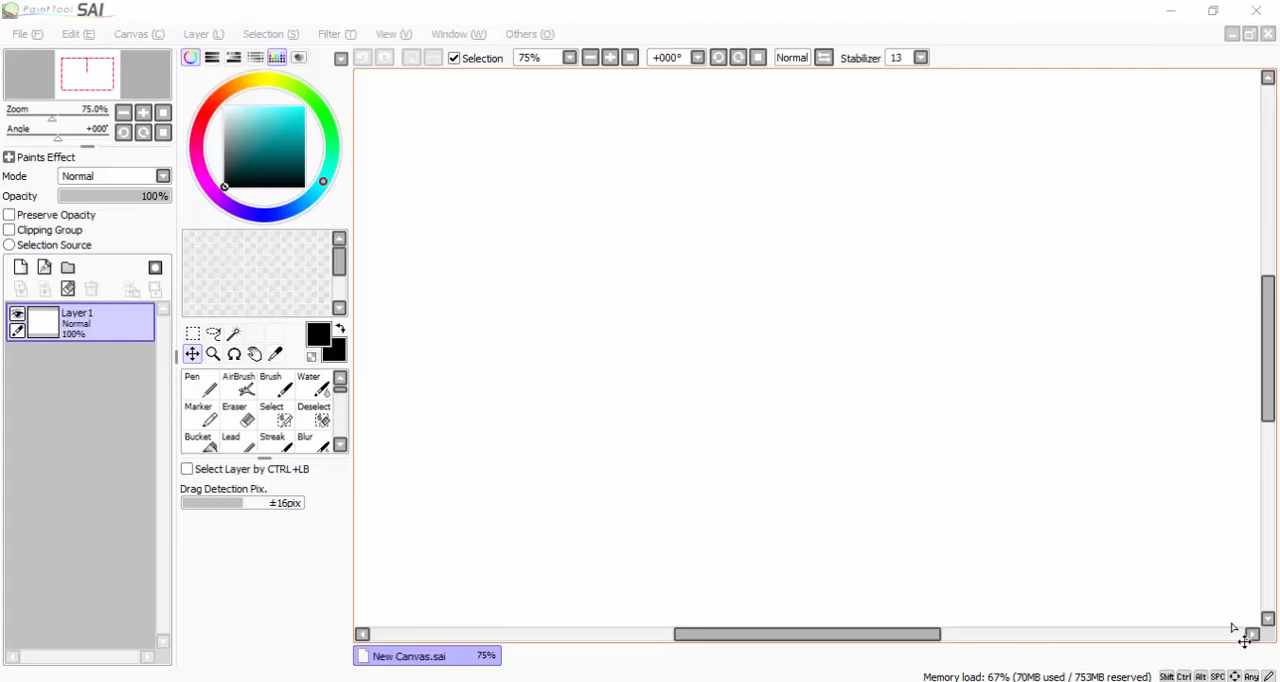 PaintTool SAI
File (F) Edit (E) Canvas (C) Layer (L) Selection (S) Filter (T) View (V) Window (W) Others (O)
Selection 75% +000° Normal Stabilizer 13
Zoom 75.0%
Angle +000°
Paints Effect
Mode Normal
Opacity 100%
Preserve Opacity
Clipping Group
Selection Source
Layer1
Normal
100%
Pen AirBrush Brush Water
Marker Eraser Select Deselect
Bucket Lead Streak Blur
Select Layer by CTRL+LB
Drag Detection Pix.
±16pix
New Canvas.sai 75%
Memory load: 67% (70MB used / 753MB reserved) Shift Ctrl Alt SPC Any